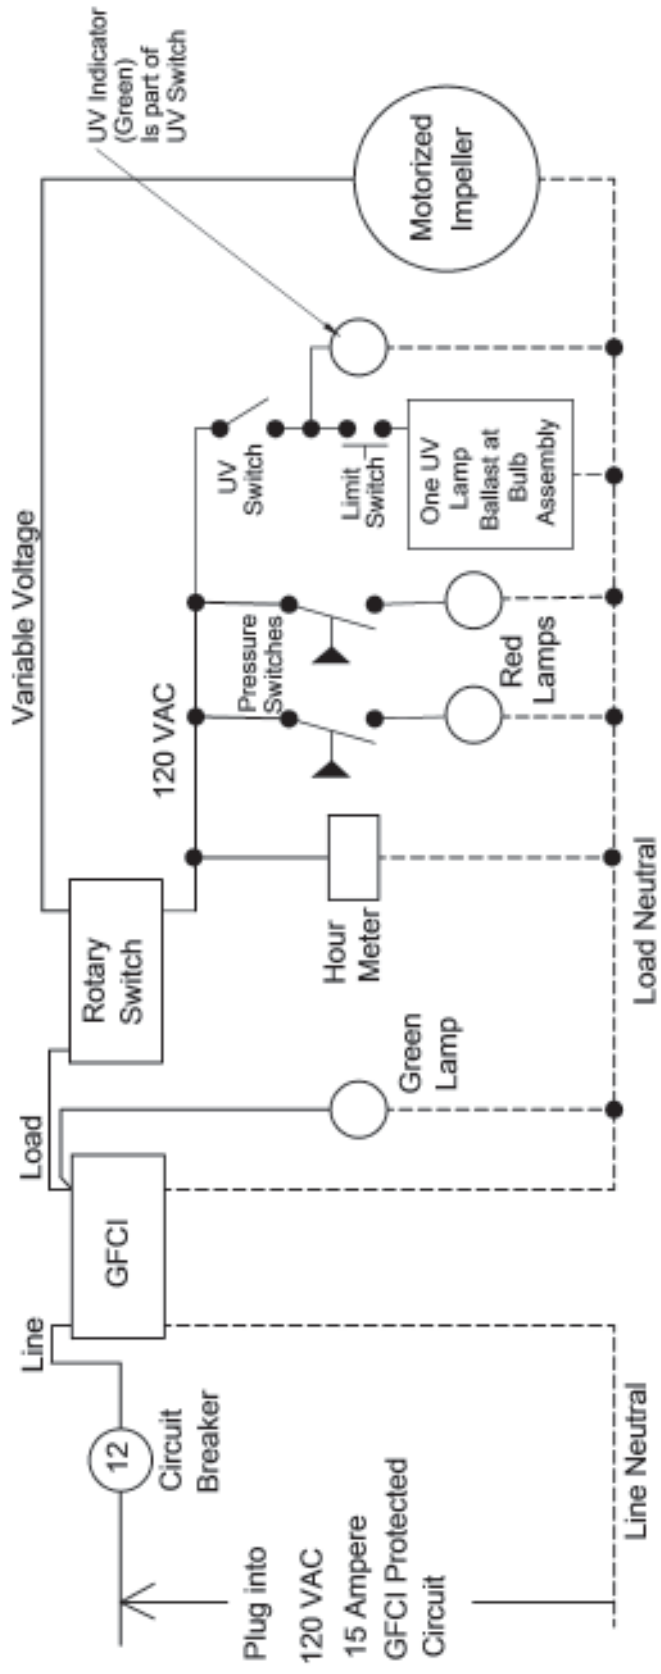 Plug into
120 VAC
15 Ampere
GFCI Protected
Circuit
12
Circuit
Breaker
Line
Line Neutral
GFCI
Load
Green
Lamp
Rotary
Switch
Hour
Meter
Load Neutral
Variable Voltage
120 VAC
Pressure
Switches
Red
Lamps
UV
Switch
Limit
Switch
One UV
Lamp
Ballast at
Bulb
Assembly
UV Indicator
(Green)
Is part of
UV Switch
Motorized
Impeller